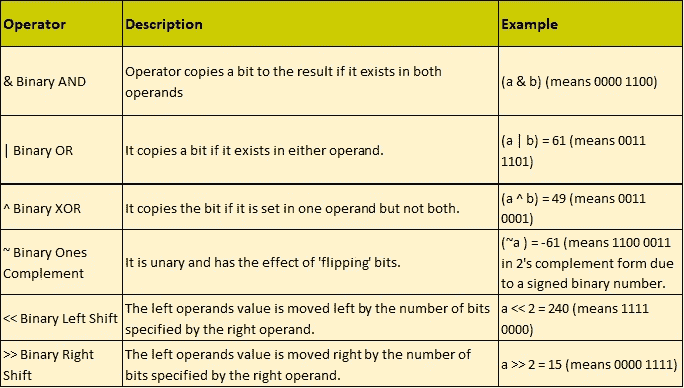 Operator Description Example
& Binary AND
Operator copies a bit to the result if it exists in both
operands
(a & b) (means 0000 1100)
| Binary OR
It copies a bit if it exists in either operand.
(a | b) = 61 (means 0011
1101)
^ Binary XOR
It copies the bit if it is set in one operand but not both.
(a ^ b) = 49 (means 0011
0001)
~ Binary Ones
Complement
It is unary and has the effect of 'flipping' bits.
(~a ) = -61 (means 1100 0011
in 2's complement form due
to a signed binary number.
<< Binary Left Shift
The left operands value is moved left by the number of bits
specified by the right operand.
a << 2 = 240 (means 1111
0000)
>> Binary Right
Shift
The left operands value is moved right by the number of
bits specified by the right operand.
a >> 2 = 15 (means 0000 1111)